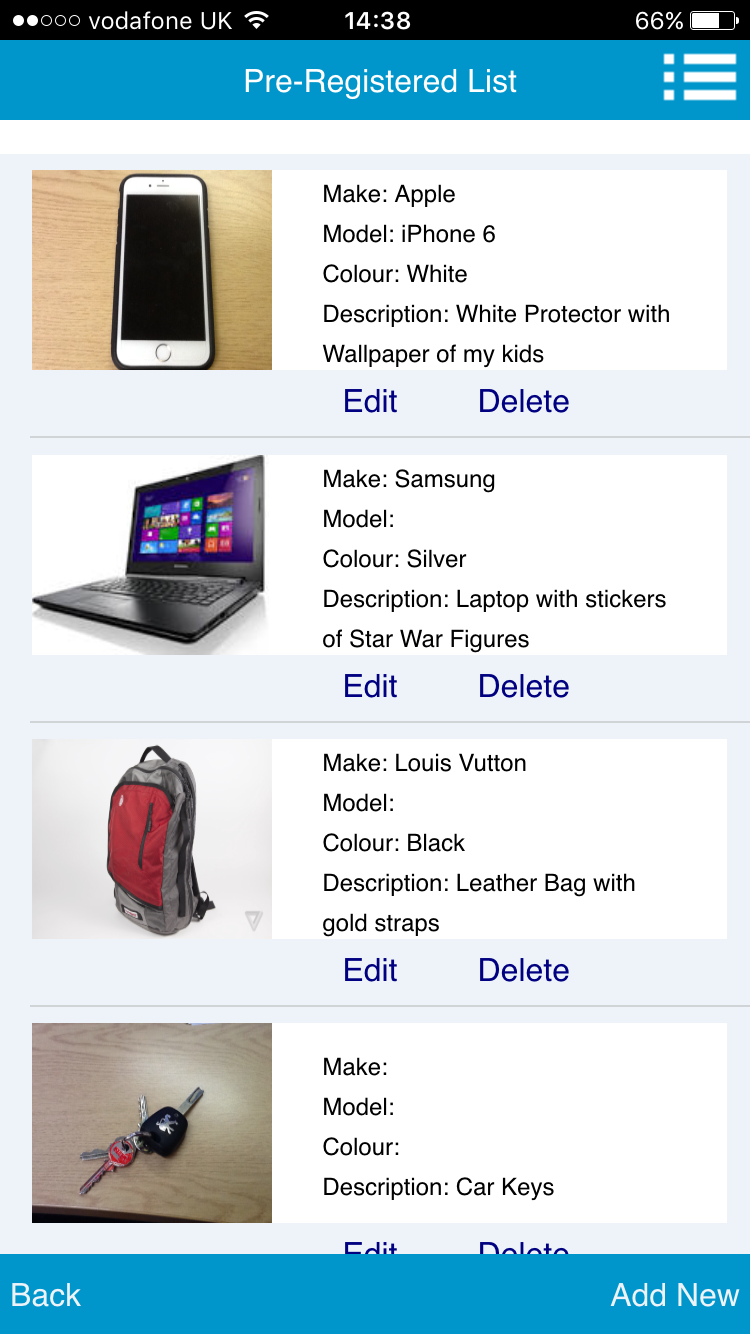 vodafone UK 14:38 66%
Pre-Registered List
Make: Apple
Model: iPhone 6
Colour: White
Description: White Protector with
Wallpaper of my kids
Edit Delete
Make: Samsung
Model:
Colour: Silver
Description: Laptop with stickers
of Star War Figures
Edit Delete
Make: Louis Vutton
Model:
Colour: Black
Description: Leather Bag with
gold straps
Edit Delete
Make:
Model:
Colour:
Description: Car Keys
Edit Delete
Back Add New